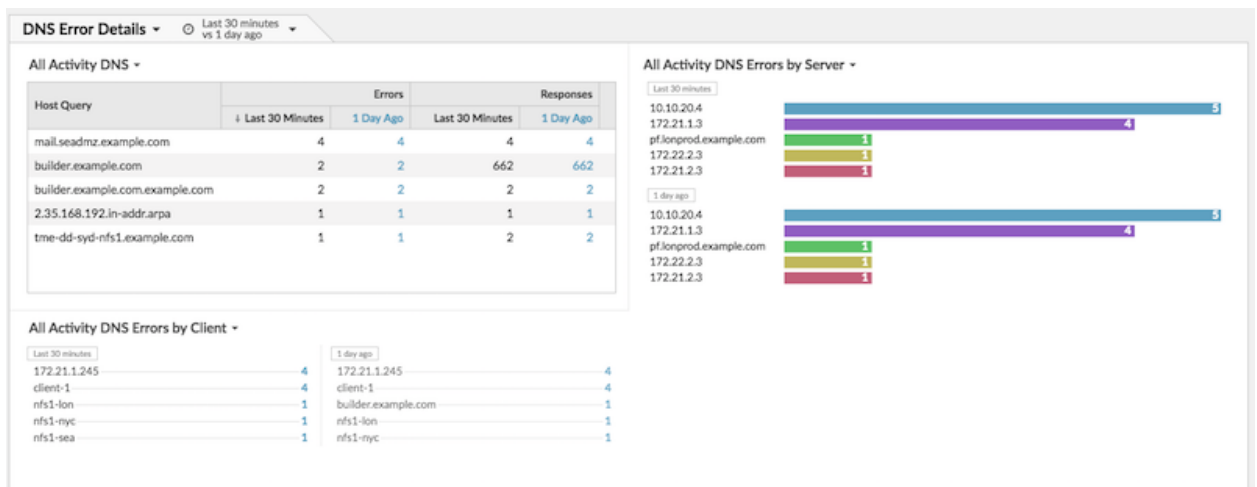 DNS Error Details
Last 30 minutes
vs 1 day ago
All Activity DNS
Host Query
Errors
Responses
↓ Last 30 Minutes
1 Day Ago
Last 30 Minutes
1 Day Ago
mail.seadmz.example.com 4 4 4 4
builder.example.com 2 2 662 662
builder.example.com.example.com 2 2 2 2
2.35.168.192.in-addr.arpa 1 1 1 1
tme-dd-syd-nfs1.example.com 1 1 2 2
All Activity DNS Errors by Server
Last 30 minutes
10.10.20.4 5
172.21.1.3 4
pf.lonprod.example.com 1
172.22.2.3 1
172.21.2.3 1
1 day ago
10.10.20.4 5
172.21.1.3 4
pf.lonprod.example.com 1
172.22.2.3 1
172.21.2.3 1
All Activity DNS Errors by Client
Last 30 minutes
172.21.1.245 4
client-1 4
nfs1-lon 1
nfs1-nyc 1
nfs1-sea 1
1 day ago
172.21.1.245 4
client-1 4
builder.example.com 1
nfs1-lon 1
nfs1-nyc 1